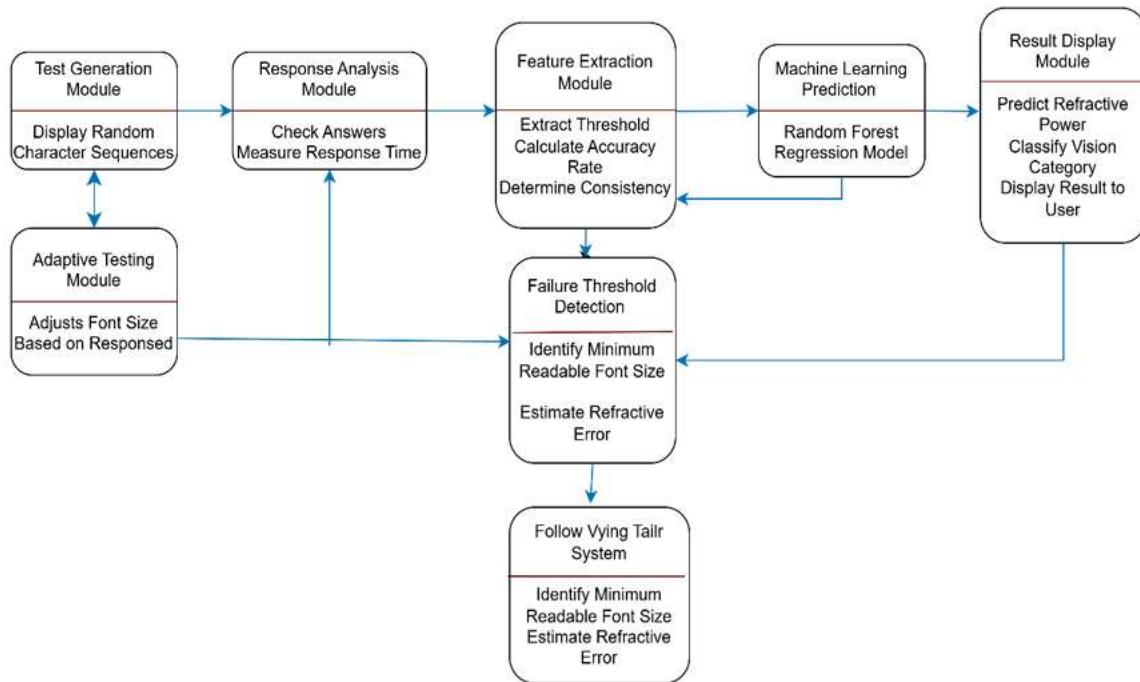 Test Generation
Module
Display Random
Character Sequences
Response Analysis
Module
Check Answers
Measure Response Time
Feature Extraction
Module
Extract Threshold
Calculate Accuracy
Rate
Determine Consistency
Machine Learning
Prediction
Random Forest
Regression Model
Result Display
Module
Predict Refractive
Power
Classify Vision
Category
Display Result to
User
Adaptive Testing
Module
Adjusts Font Size
Based on Responsed
Failure Threshold
Detection
Identify Minimum
Readable Font Size
Estimate Refractive
Error
Follow Vying Tailr
System
Identify Minimum
Readable Font Size
Estimate Refractive
Error